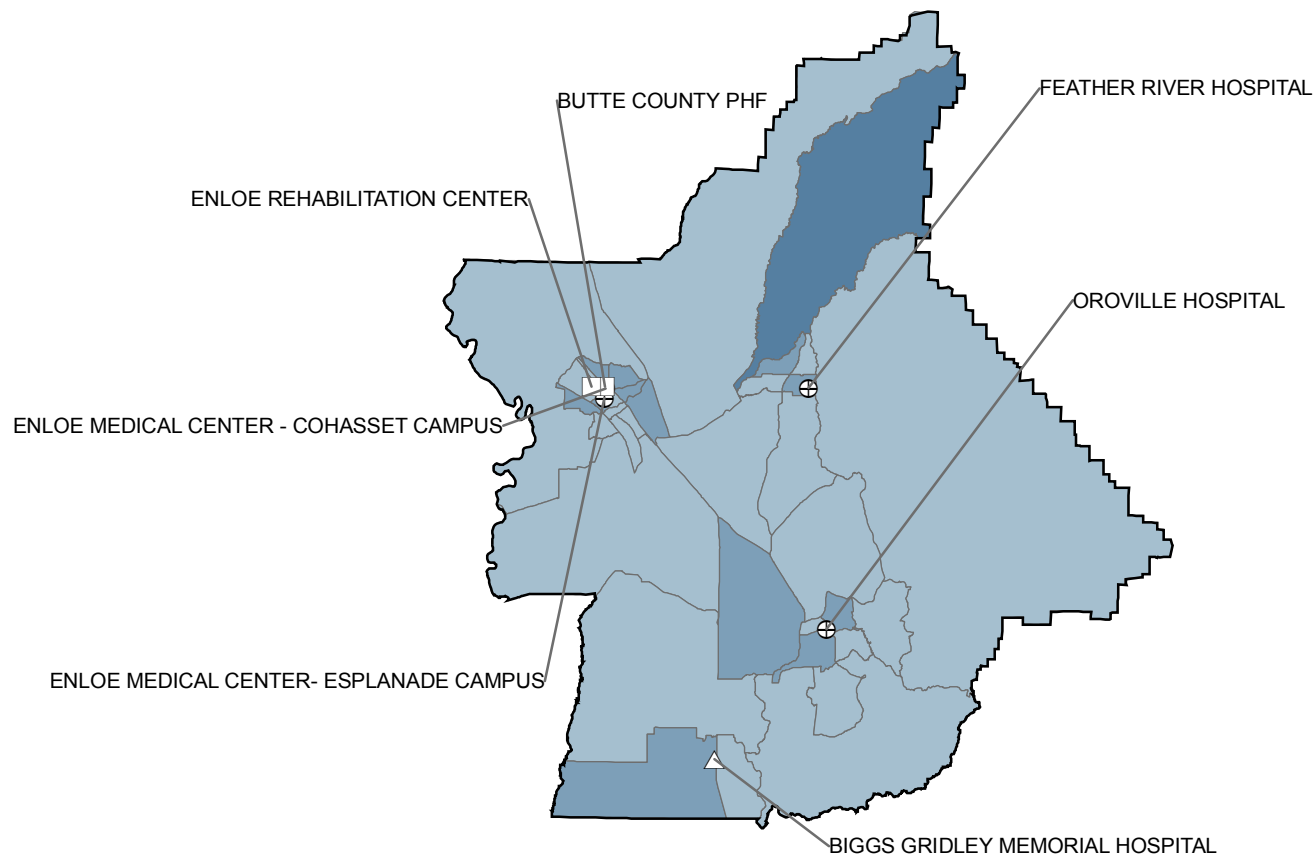 FEATHER RIVER HOSPITAL
BUTTE COUNTY PHF
ENLOE REHABILITATION CENTER
OROVILLE HOSPITAL
ENLOE MEDICAL CENTER - COHASSET CAMPUS
ENLOE MEDICAL CENTER- ESPLANADE CAMPUS
BIGGS GRIDLEY MEMORIAL HOSPITAL